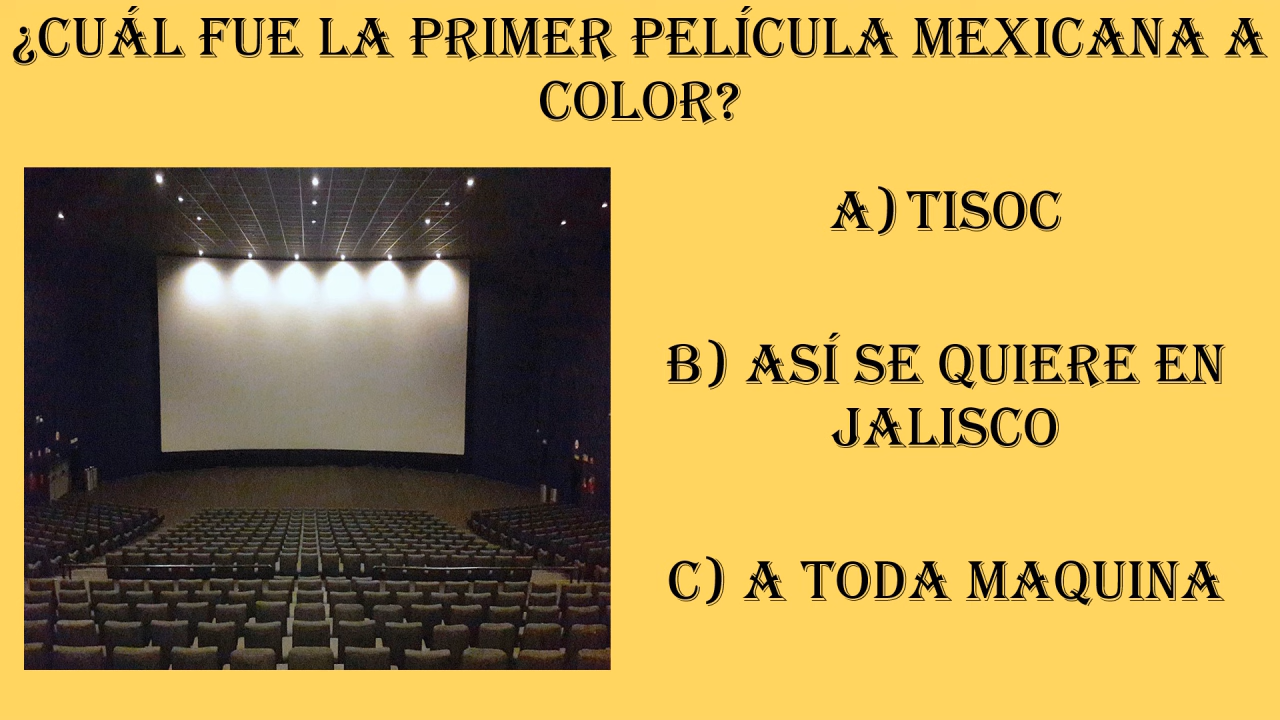 ¿CUÁL FUE LA PRIMER PELÍCULA MEXICANA A
COLOR?
A) TISOC
B) ASÍ SE QUIERE EN
JALISCO
C) A TODA MAQUINA